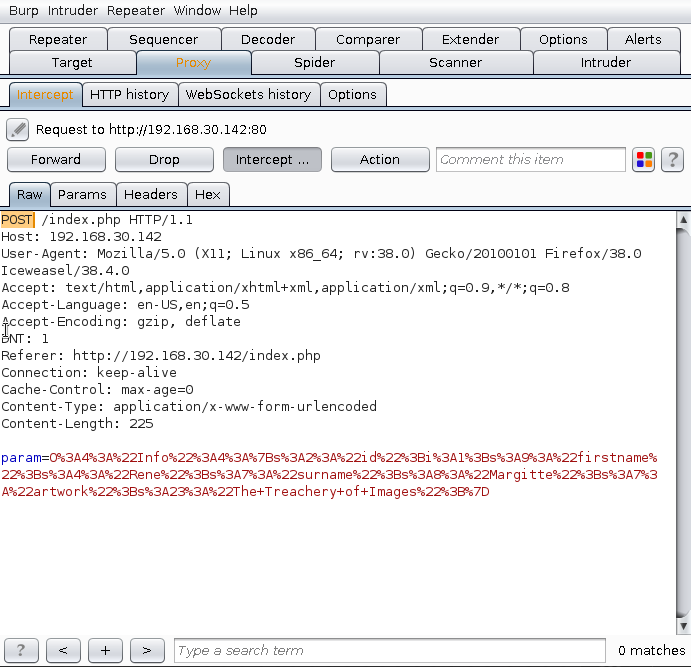 Burp Intruder Repeater Window Help
Repeater Sequencer Decoder Comparer Extender Options Alerts
Target Proxy Spider Scanner Intruder
Intercept HTTP history WebSockets history Options
Request to http://192.168.30.142:80
Forward Drop Intercept ... Action Comment this item ?
Raw Params Headers Hex
POST /index.php HTTP/1.1
Host: 192.168.30.142
User-Agent: Mozilla/5.0 (X11; Linux x86_64; rv:38.0) Gecko/20100101 Firefox/38.0
Iceweasel/38.4.0
Accept: text/html,application/xhtml+xml,application/xml;q=0.9,*/*;q=0.8
Accept-Language: en-US,en;q=0.5
Accept-Encoding: gzip, deflate
DNT: 1
Referer: http://192.168.30.142/index.php
Connection: keep-alive
Cache-Control: max-age=0
Content-Type: application/x-www-form-urlencoded
Content-Length: 225
param=O%3A4%3A%22Info%22%3A4%3A%7Bs%3A2%3A%22id%22%3Bi%3A1%3Bs%3A9%3A%22firstname%
22%3Bs%3A4%3A%22Rene%22%3Bs%3A7%3A%22surname%22%3Bs%3A8%3A%22Margitte%22%3Bs%3A7%3
A%22artwork%22%3Bs%3A23%3A%22The+Treachery+of+Images%22%3B%7D
? < + > Type a search term 0 matches